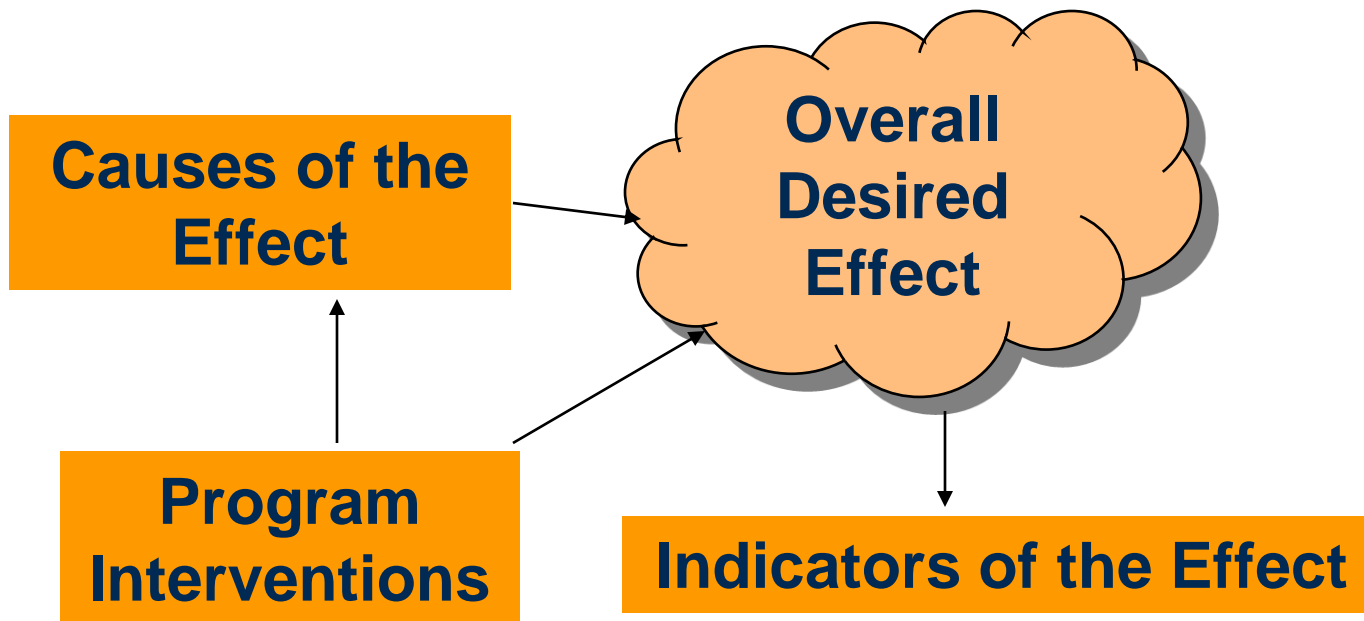 Overall
Desired
Effect
Causes of the
Effect
Program
Interventions
Indicators of the Effect